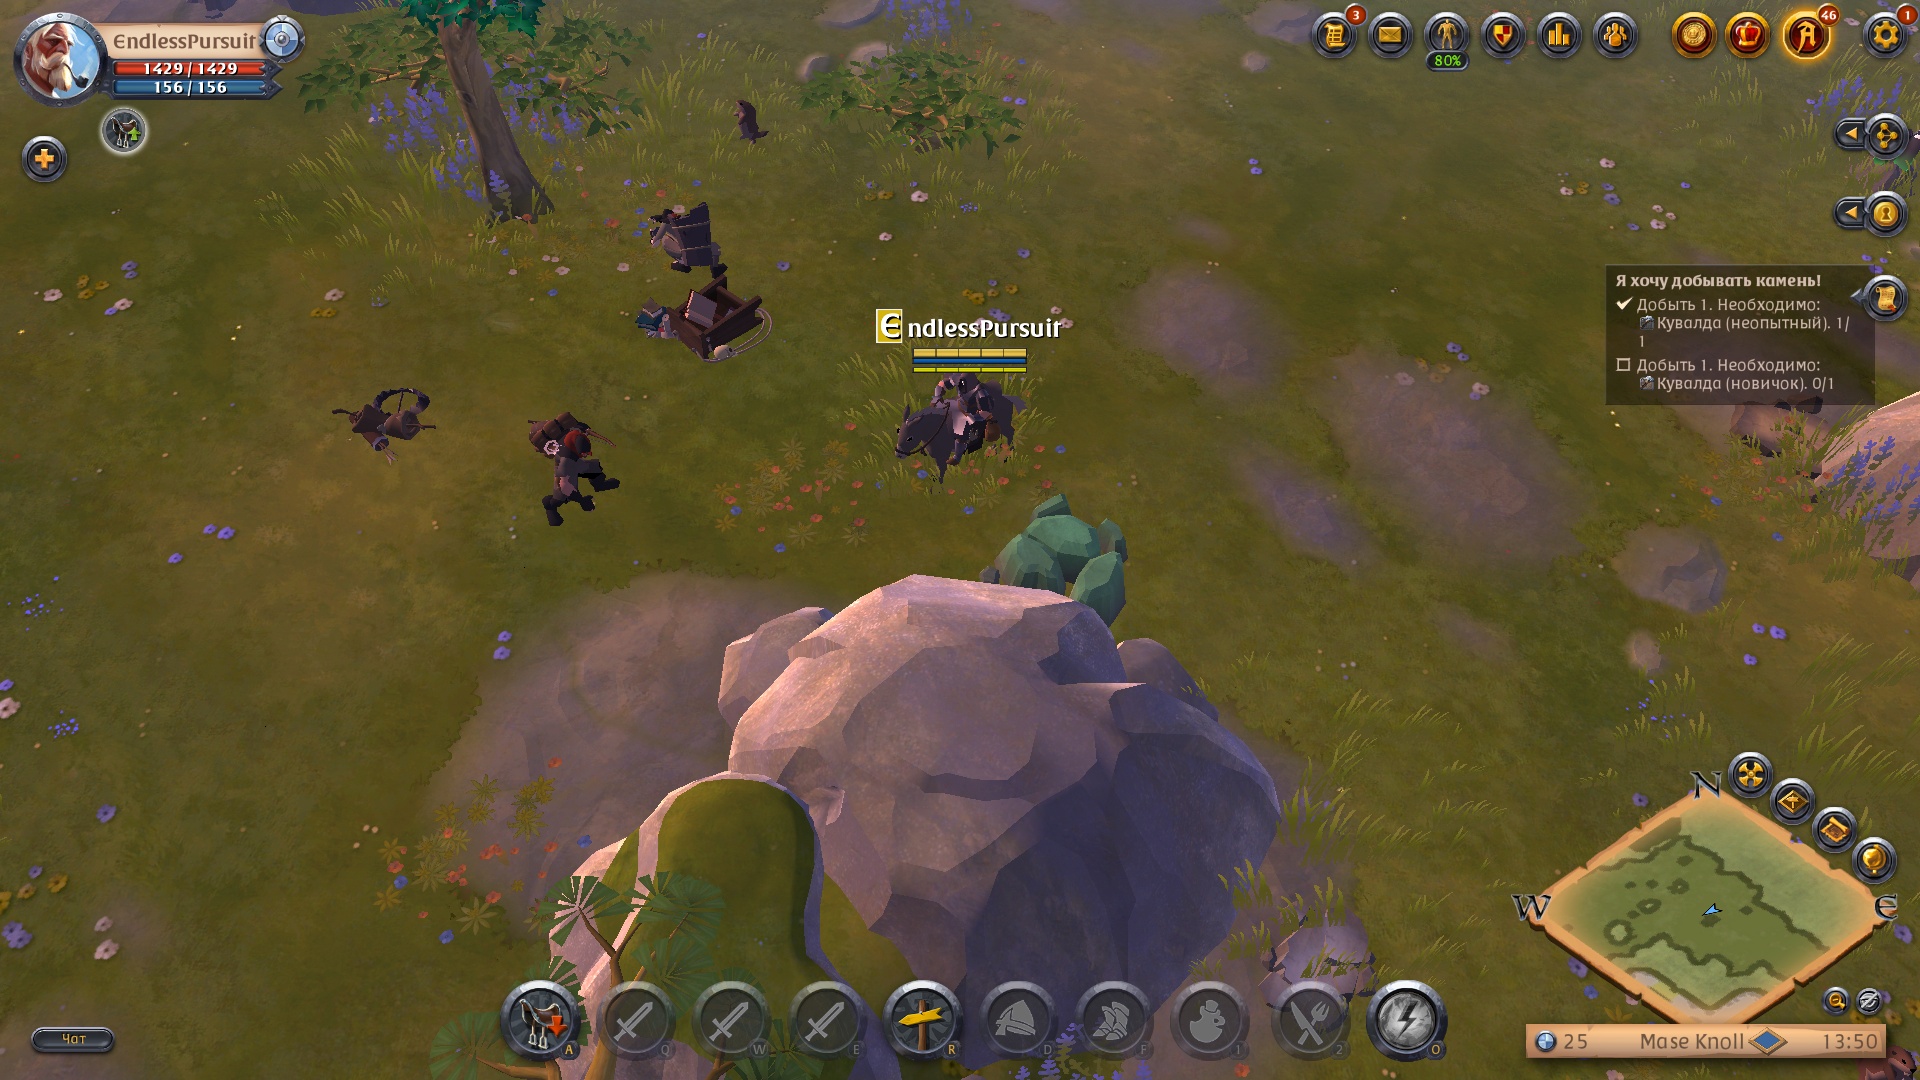 EndlessPursuit
1429 / 1429
156 / 156
3
80%
46
1
Я хочу добывать камень!
Добыть 1. Необходимо:
Кувалда (неопытный). 1/
1
Добыть 1. Необходимо:
Кувалда (новичок). 0/1
EndlessPursuit
N
W
E
A
Q
W
E
R
D
F
1
2
O
Чат
25 Mase Knoll 13:50